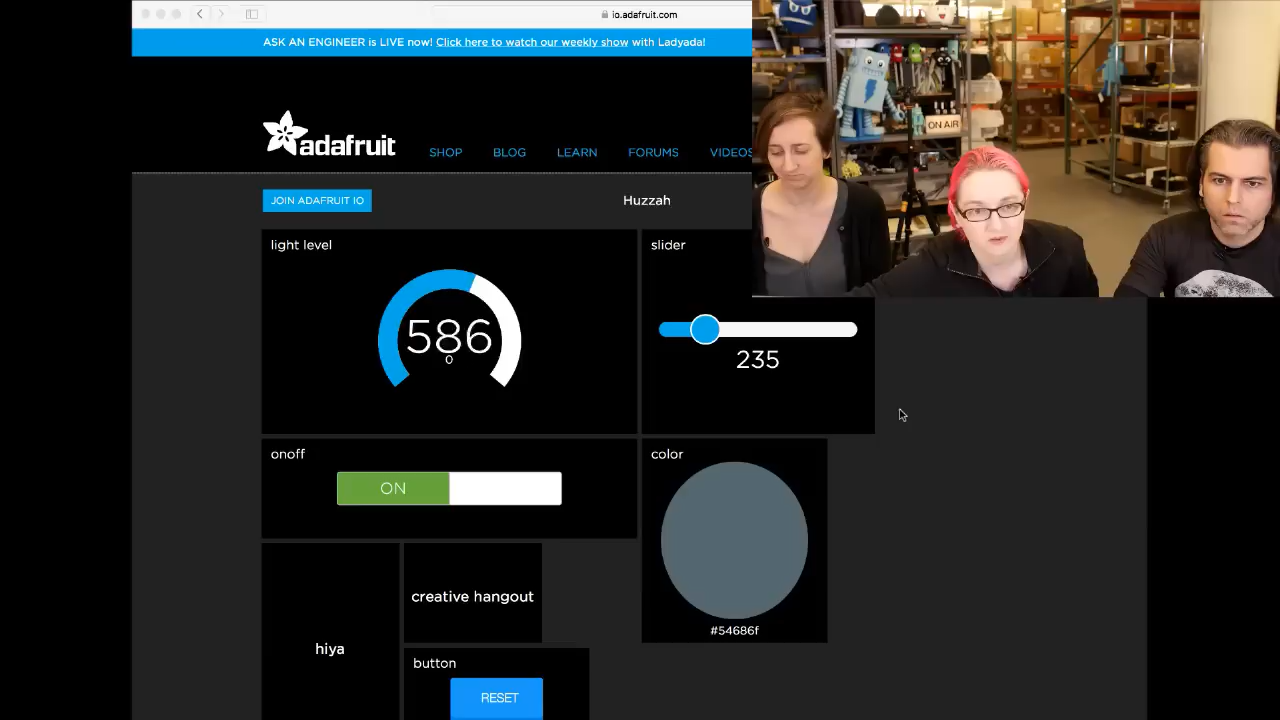 io.adafruit.com
ASK AN ENGINEER is LIVE now! Click here to watch our weekly show with Ladyada!
adafruit
SHOP BLOG LEARN FORUMS VIDEOS
ON AIR
JOIN ADAFRUIT IO
Huzzah
light level
586
0
slider
235
onoff
ON
color
#54686f
hiya
creative hangout
button
RESET